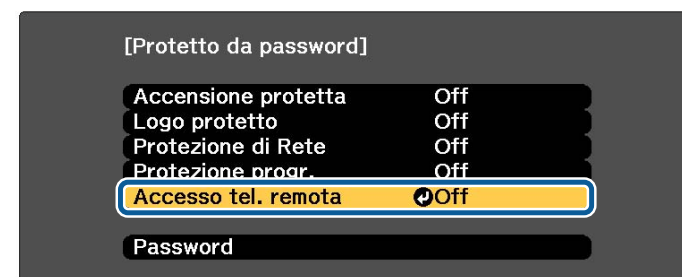 [Protetto da password]
Accensione protetta Off
Logo protetto Off
Protezione di Rete Off
Protezione progr. Off
Accesso tel. remota Off
Password